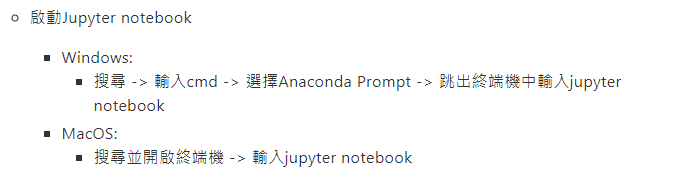 啟動Jupyter notebook
Windows:
搜尋 -> 輸入cmd -> 選擇Anaconda Prompt -> 跳出終端機中輸入jupyter
notebook
MacOS:
搜尋並開啟終端機 -> 輸入jupyter notebook